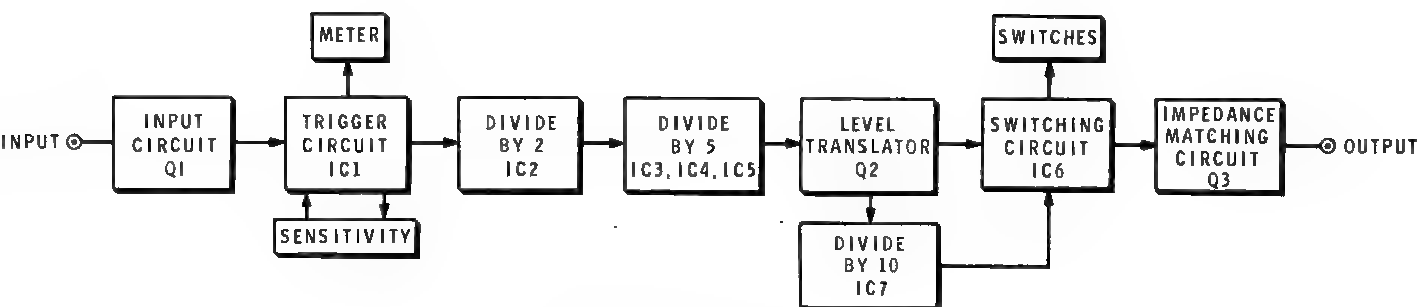 METER
SWITCHES
INPUT
INPUT
CIRCUIT
Q1
TRIGGER
CIRCUIT
IC1
DIVIDE
BY 2
IC2
DIVIDE
BY 5
IC3, IC4, IC5
LEVEL
TRANSLATOR
Q2
SWITCHING
CIRCUIT
IC6
IMPEDANCE
MATCHING
CIRCUIT
Q3
OUTPUT
SENSITIVITY
DIVIDE
BY 10
IC7